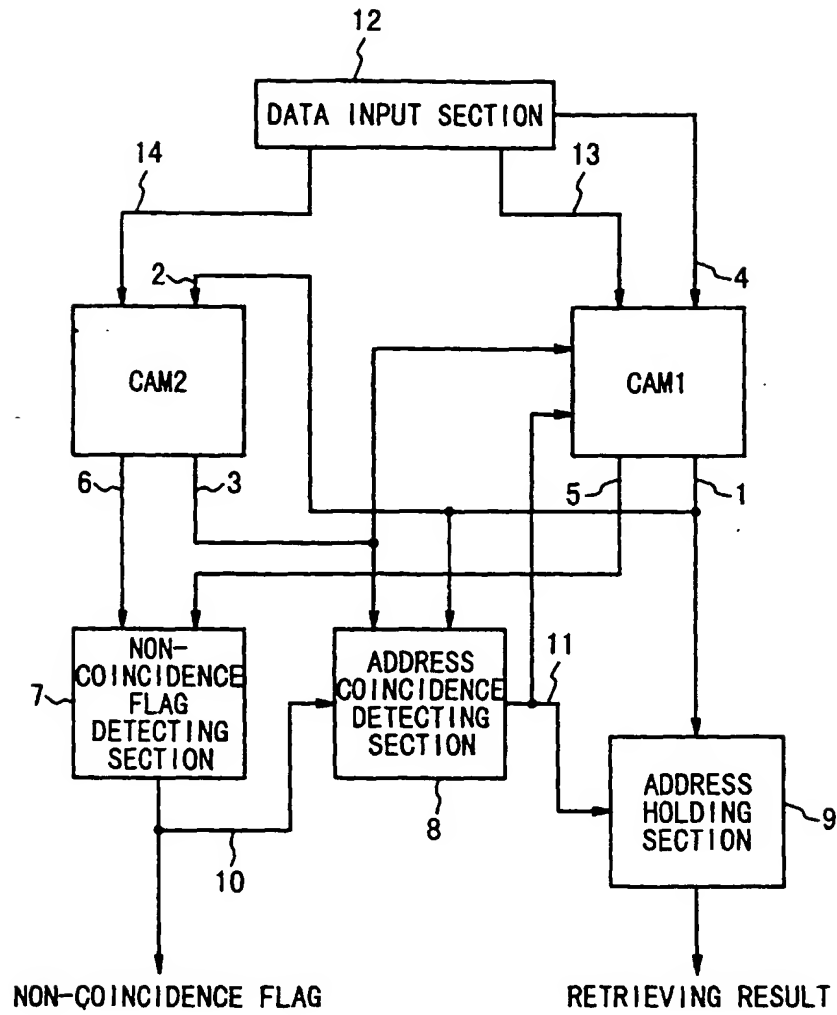 12
DATA INPUT SECTION
14
13
2
4
CAM2
CAM1
6
3
5
1
NON-
COINCIDENCE
FLAG
DETECTING
SECTION
7
ADDRESS
COINCIDENCE
DETECTING
SECTION
8
11
ADDRESS
HOLDING
SECTION
9
10
NON-COINCIDENCE FLAG
RETRIEVING RESULT